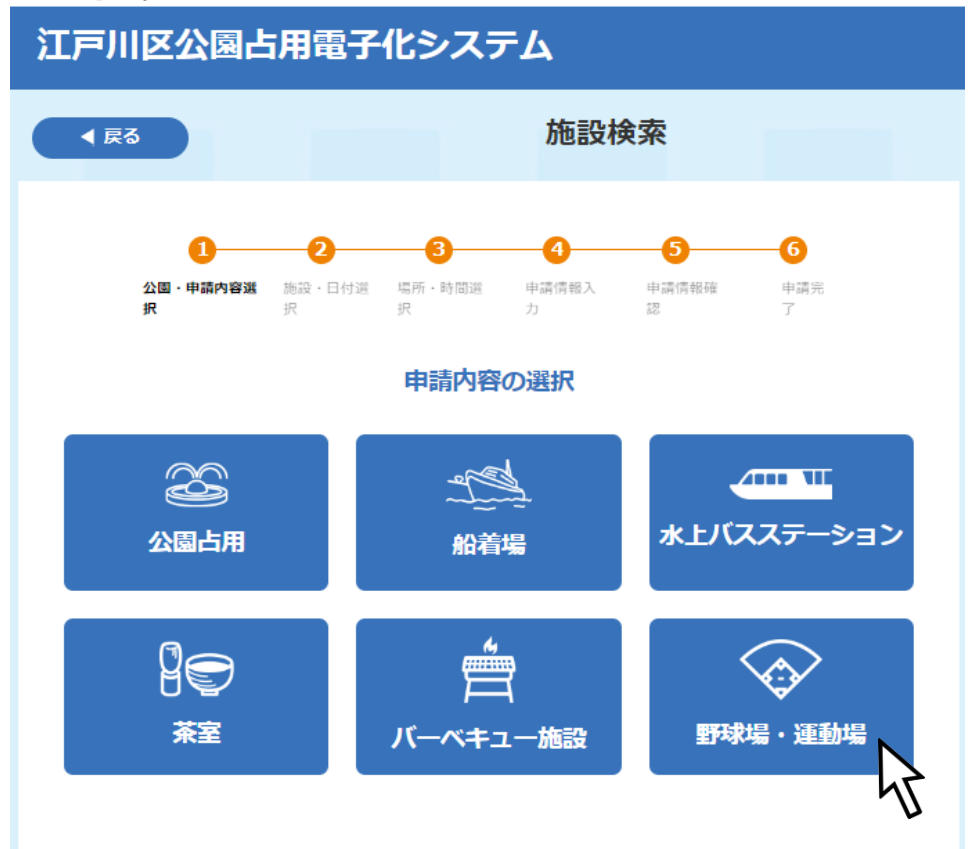 江戸川区公園占用電子化システム
戻る
施設検索
1 2 3 4 5 6
公園・申請内容選 施設・日付選 場所・時間選 申請情報入 申請情報確 申請完
択 択 択 力 認 了
申請内容の選択
公園占用 船着場 水上バスステーション
茶室 バーベキュー施設 野球場・運動場